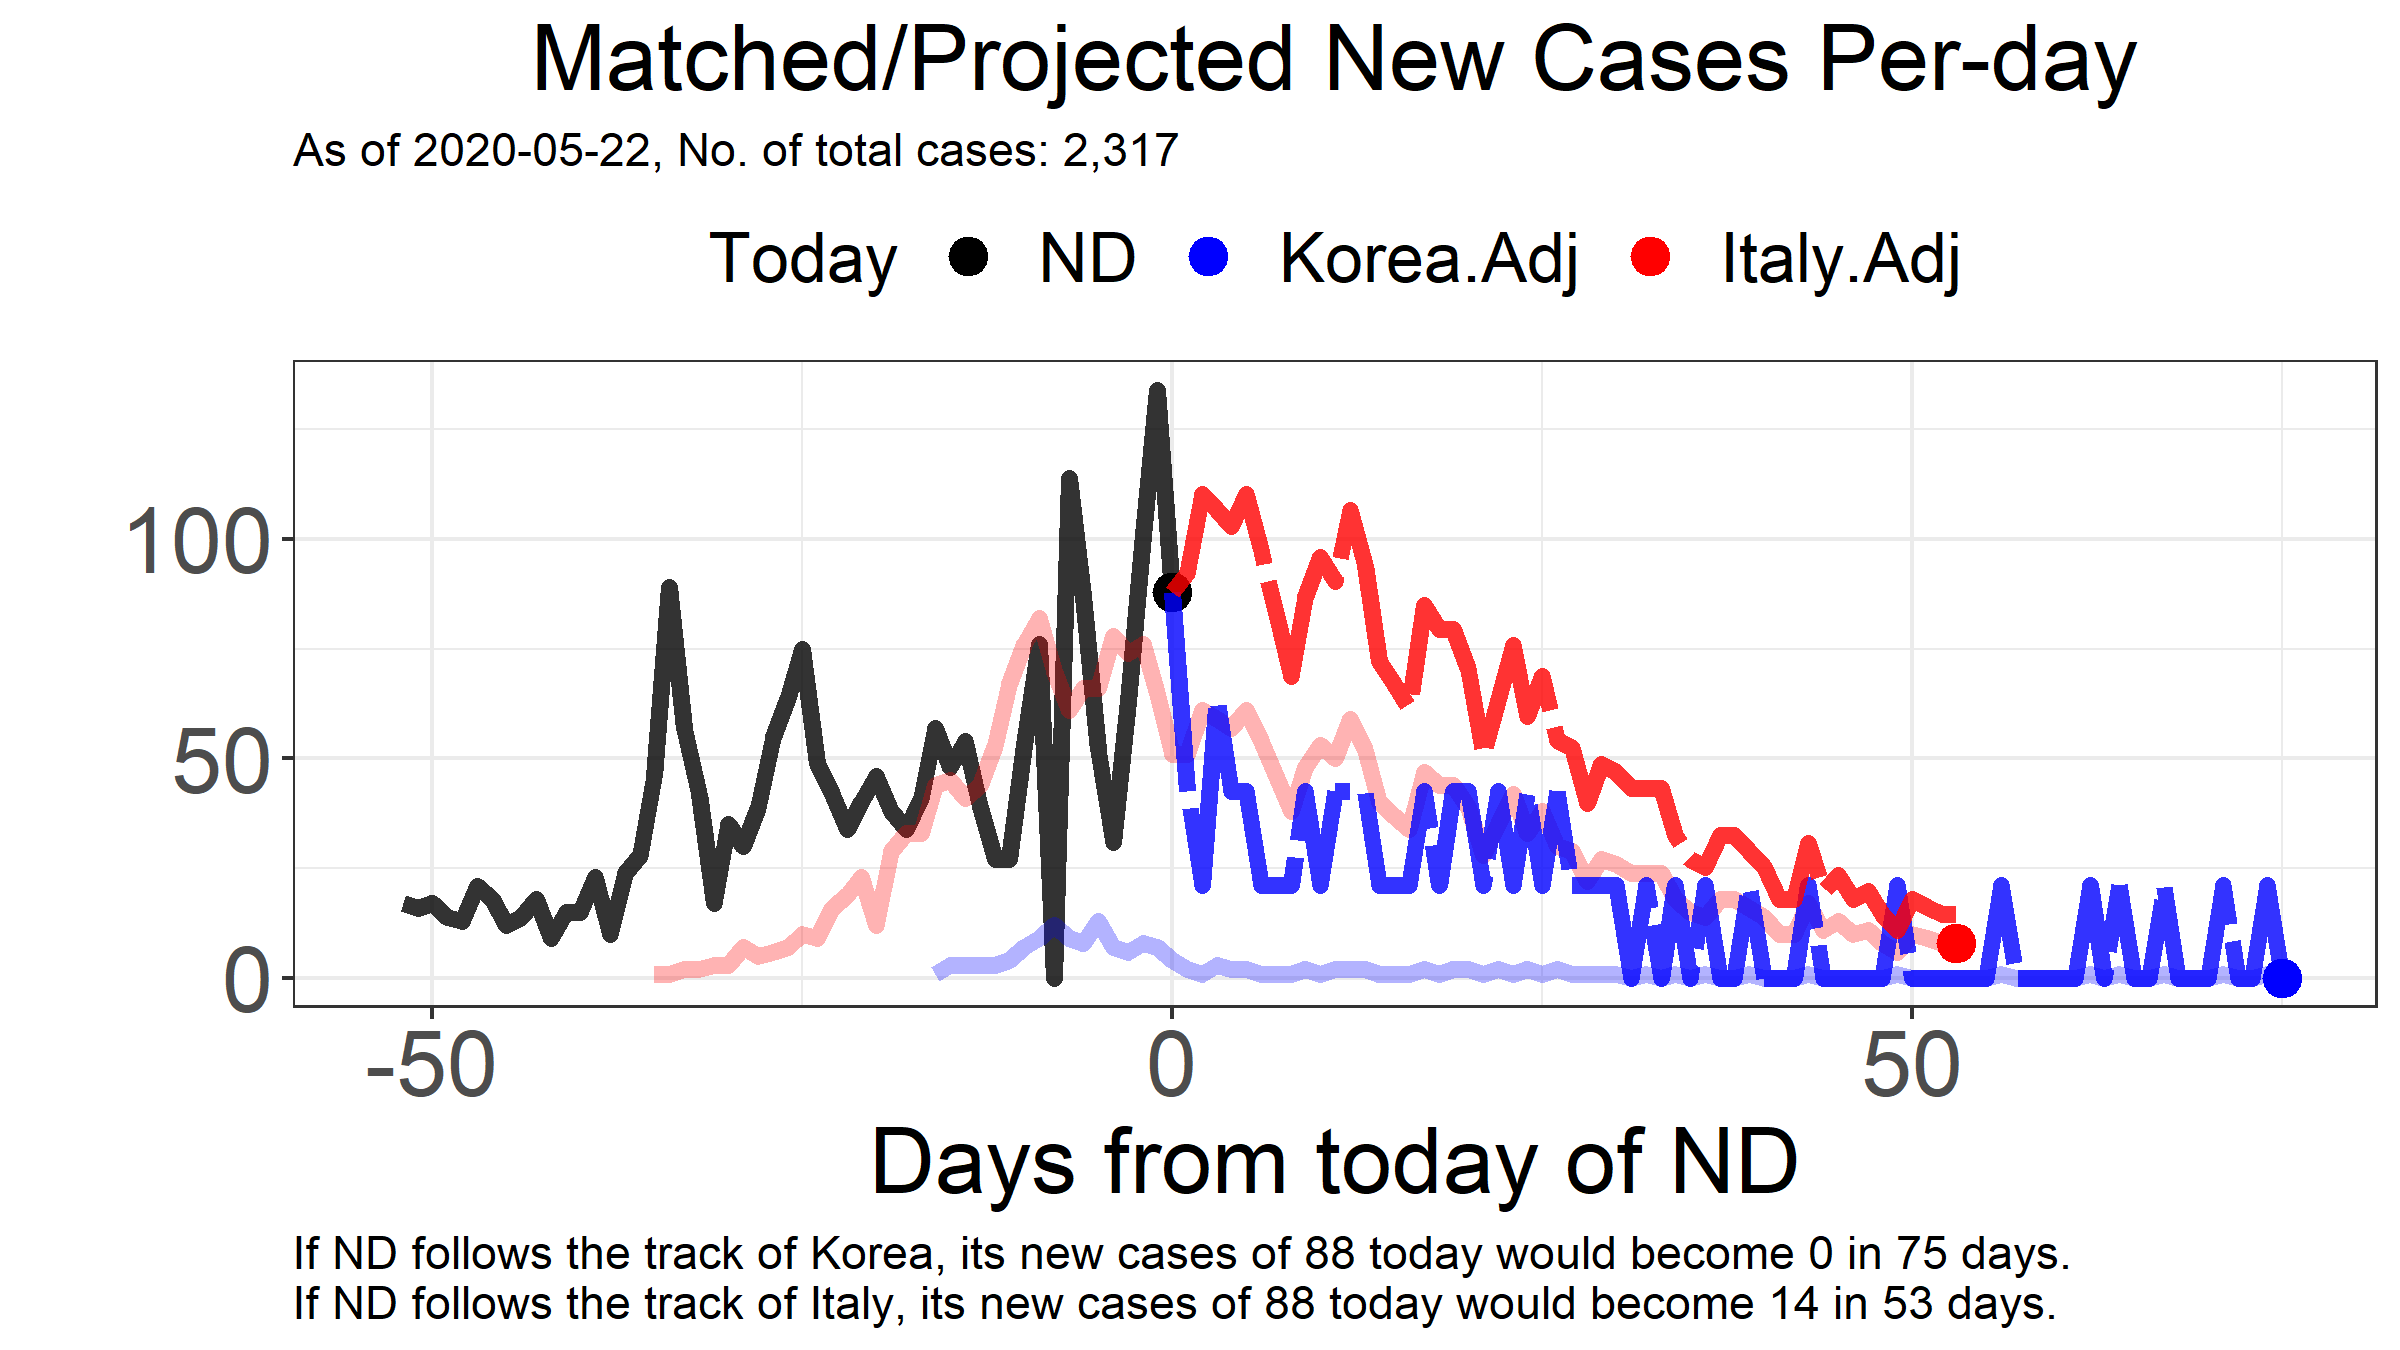 Matched/Projected New Cases Per-day
As of 2020-05-22, No. of total cases: 2,317
Today ND Korea.Adj Italy.Adj
100
50
0
-50 0 50
Days from today of ND
If ND follows the track of Korea, its new cases of 88 today would become 0 in 75 days.
If ND follows the track of Italy, its new cases of 88 today would become 14 in 53 days.